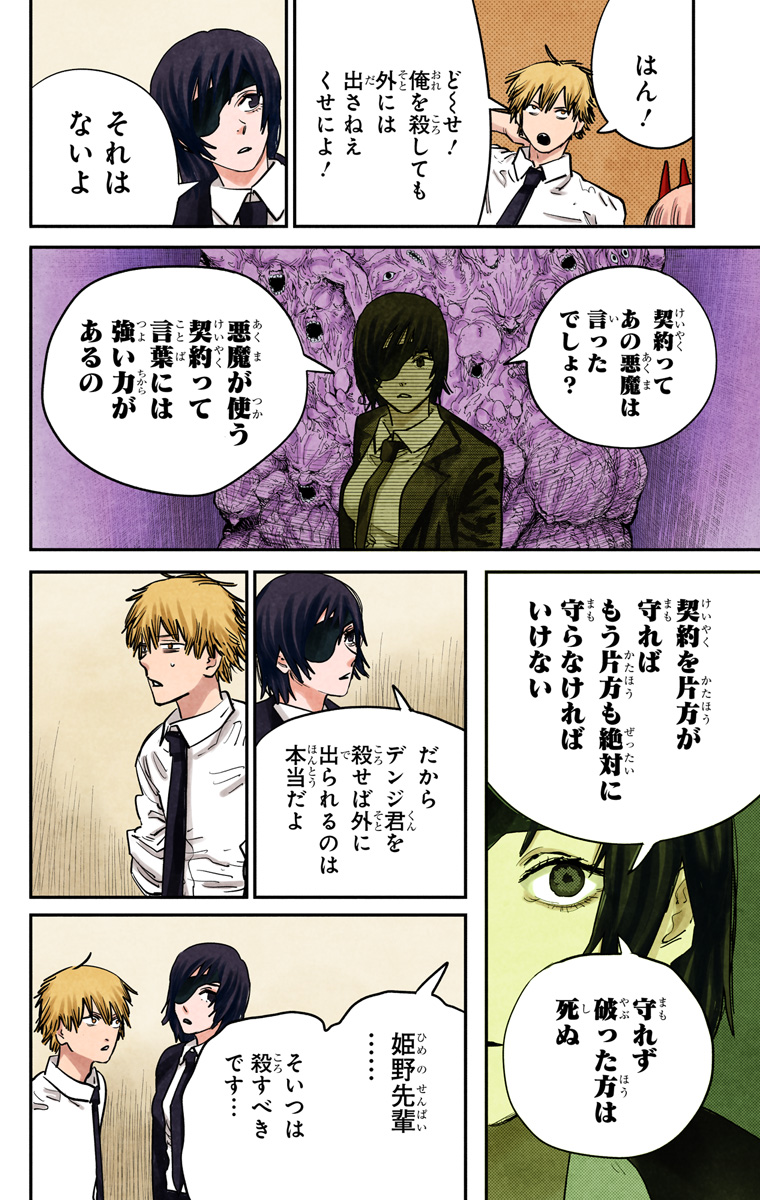 はん！
ど〜せ！
俺を殺しても
外には
出さねえ
くせによ！
それは
ないよ
契約って
あの悪魔は
言った
でしょ？
悪魔が使う
契約って
言葉には
強い力が
あるの
契約を片方が
守れば
もう片方も絶対に
守らなければ
いけない
守れず
破った方は
死ぬ
だから
デンジ君を
殺せば外に
出られるのは
本当だよ
姫野先輩
……
そいつは
殺すべき
です…